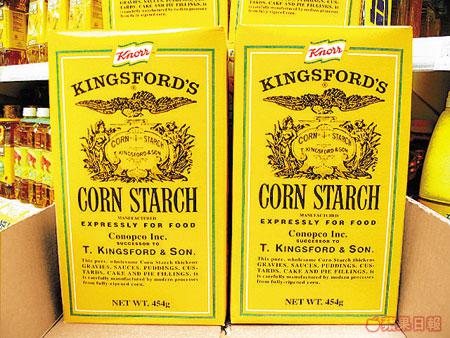 Knorr
KINGSFORD'S
CORN STARCH
T. KINGSFORD & SON
CORN STARCH
MANUFACTURED
EXPRESSLY FOR FOOD
Conopco Inc.
SUCCESSOR TO
T. KINGSFORD & SON.
This pure, wholesome Corn Starch thickens
GRAVIES, SAUCES, PUDDINGS, CUS-
TARDS, CAKE AND PIE FILLINGS, it
is carefully manufactured by modern processes
from fully-ripened corn.
NET WT. 454g
Knorr
KINGSFORD'S
CORN STARCH
T. KINGSFORD & SON
CORN STARCH
MANUFACTURED
EXPRESSLY FOR FOOD
Conopco Inc.
SUCCESSOR TO
T. KINGSFORD & SON.
This pure, wholesome Corn Starch thickens
GRAVIES, SAUCES, PUDDINGS, CUS-
TARDS, CAKE AND PIE FILLINGS, it
is carefully manufactured by modern processes
from fully-ripened corn.
NET WT. 454g
蘋果日報